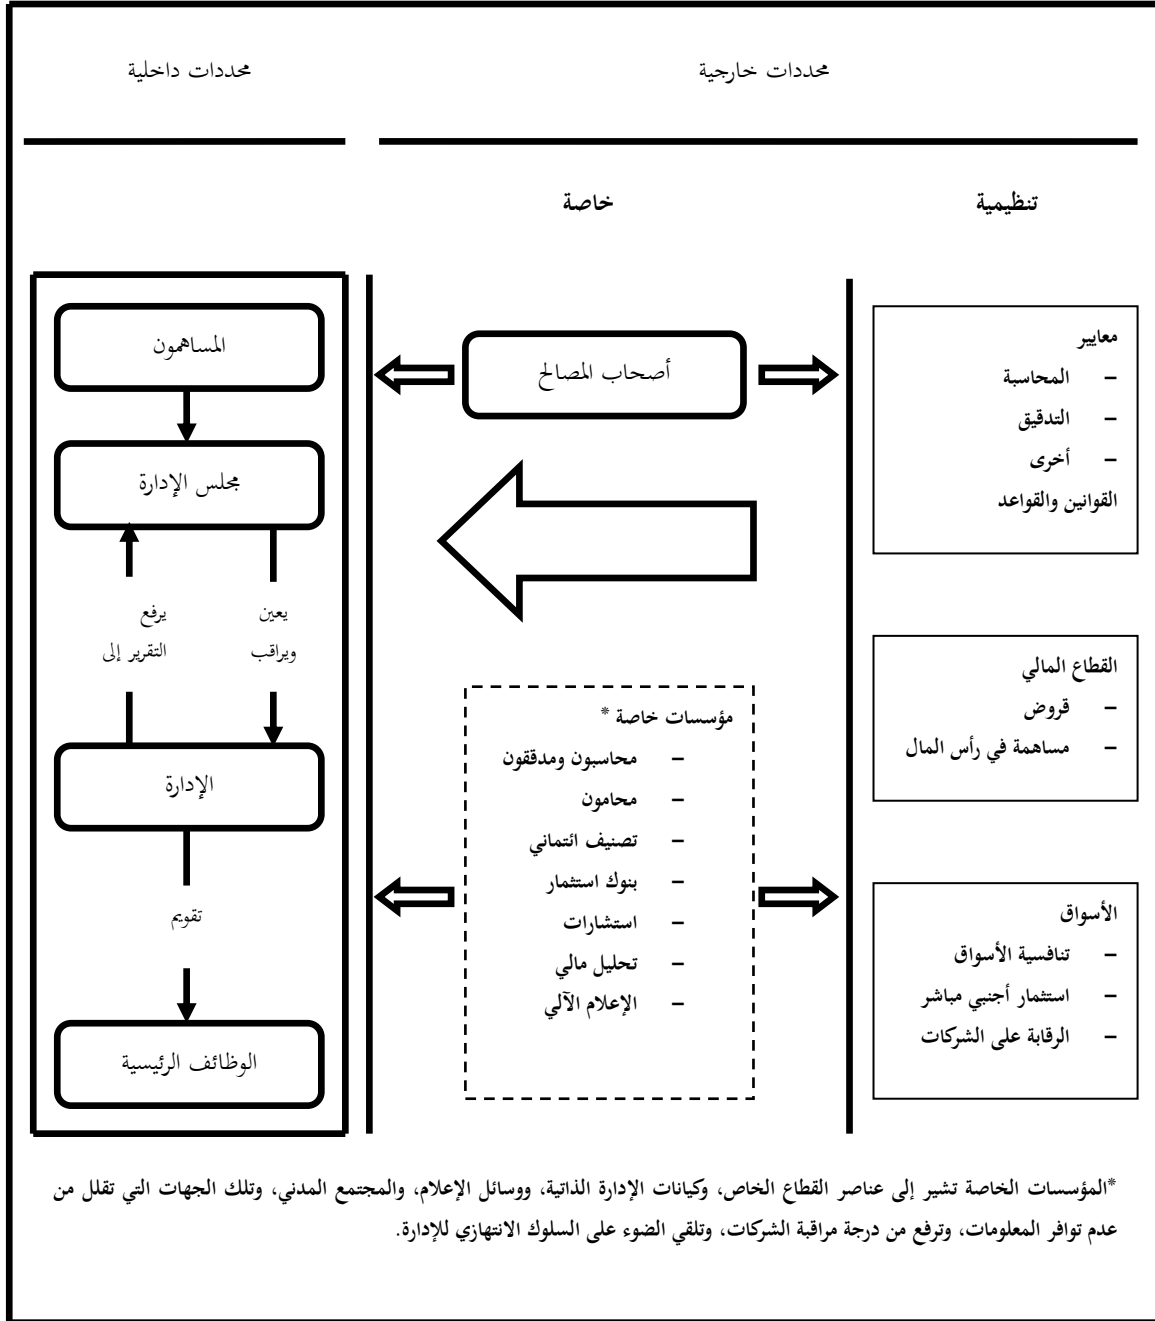 محددات خارجية
محددات داخلية
تنظيمية
خاصة
معايير
– المحاسبة
– التدقيق
– أخرى
القوانين والقواعد
القطاع المالي
– قروض
– مساهمة في رأس المال
الأسواق
– تنافسية الأسواق
– استثمار أجنبي مباشر
– الرقابة على الشركات
أصحاب المصالح
مؤسسات خاصة *
– محاسبون ومدققون
– محامون
– تصنيف ائتماني
– بنوك استثمار
– استشارات
– تحليل مالي
– الإعلام الآلي
المساهمون
مجلس الإدارة
يعين
ويراقب
يرفع
التقرير إلى
الإدارة
تقويم
الوظائف الرئيسية
*المؤسسات الخاصة تشير إلى عناصر القطاع الخاص، وكيانات الإدارة الذاتية، ووسائل الإعلام، والمجتمع المدني، وتلك الجهات التي تقلل من
عدم توافر المعلومات، وترفع من درجة مراقبة الشركات، وتلقي الضوء على السلوك الانتهازي للإدارة.